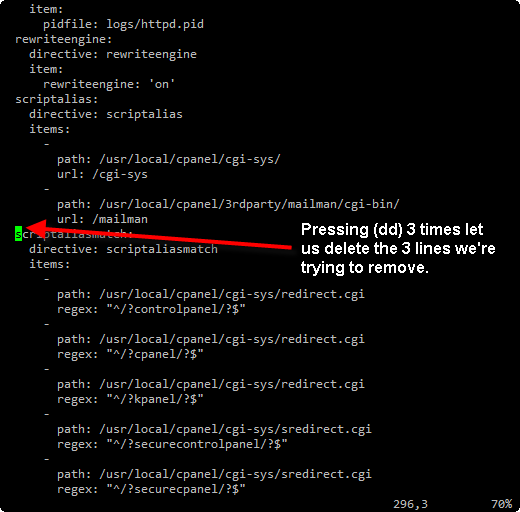 item:
    pidfile: logs/httpd.pid
rewriteengine:
  directive: rewriteengine
  item:
    rewriteengine: 'on'
scriptalias:
  directive: scriptalias
  items:
    -
      path: /usr/local/cpanel/cgi-sys/
      url: /cgi-sys
    -
      path: /usr/local/cpanel/3rdparty/mailman/cgi-bin/
      url: /mailman
scriptaliasmatch:
  directive: scriptaliasmatch
  items:
    -
      path: /usr/local/cpanel/cgi-sys/redirect.cgi
      regex: "^/?controlpanel/?$"
    -
      path: /usr/local/cpanel/cgi-sys/redirect.cgi
      regex: "^/?cpanel/?$"
    -
      path: /usr/local/cpanel/cgi-sys/redirect.cgi
      regex: "^/?kpanel/?$"
    -
      path: /usr/local/cpanel/cgi-sys/sredirect.cgi
      regex: "^/?securecontrolpanel/?$"
    -
      path: /usr/local/cpanel/cgi-sys/sredirect.cgi
      regex: "^/?securecpanel/?$"
296,3 70%
Pressing (dd) 3 times let
us delete the 3 lines we're
trying to remove.